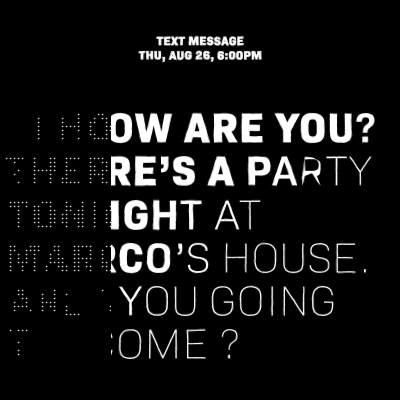 TEXT MESSAGE
THU, AUG 26, 6:00PM
HI HOW ARE YOU?
THERE'S A PARTY
TONIGHT AT
MARCO'S HOUSE.
ARE YOU GOING
TO COME ?